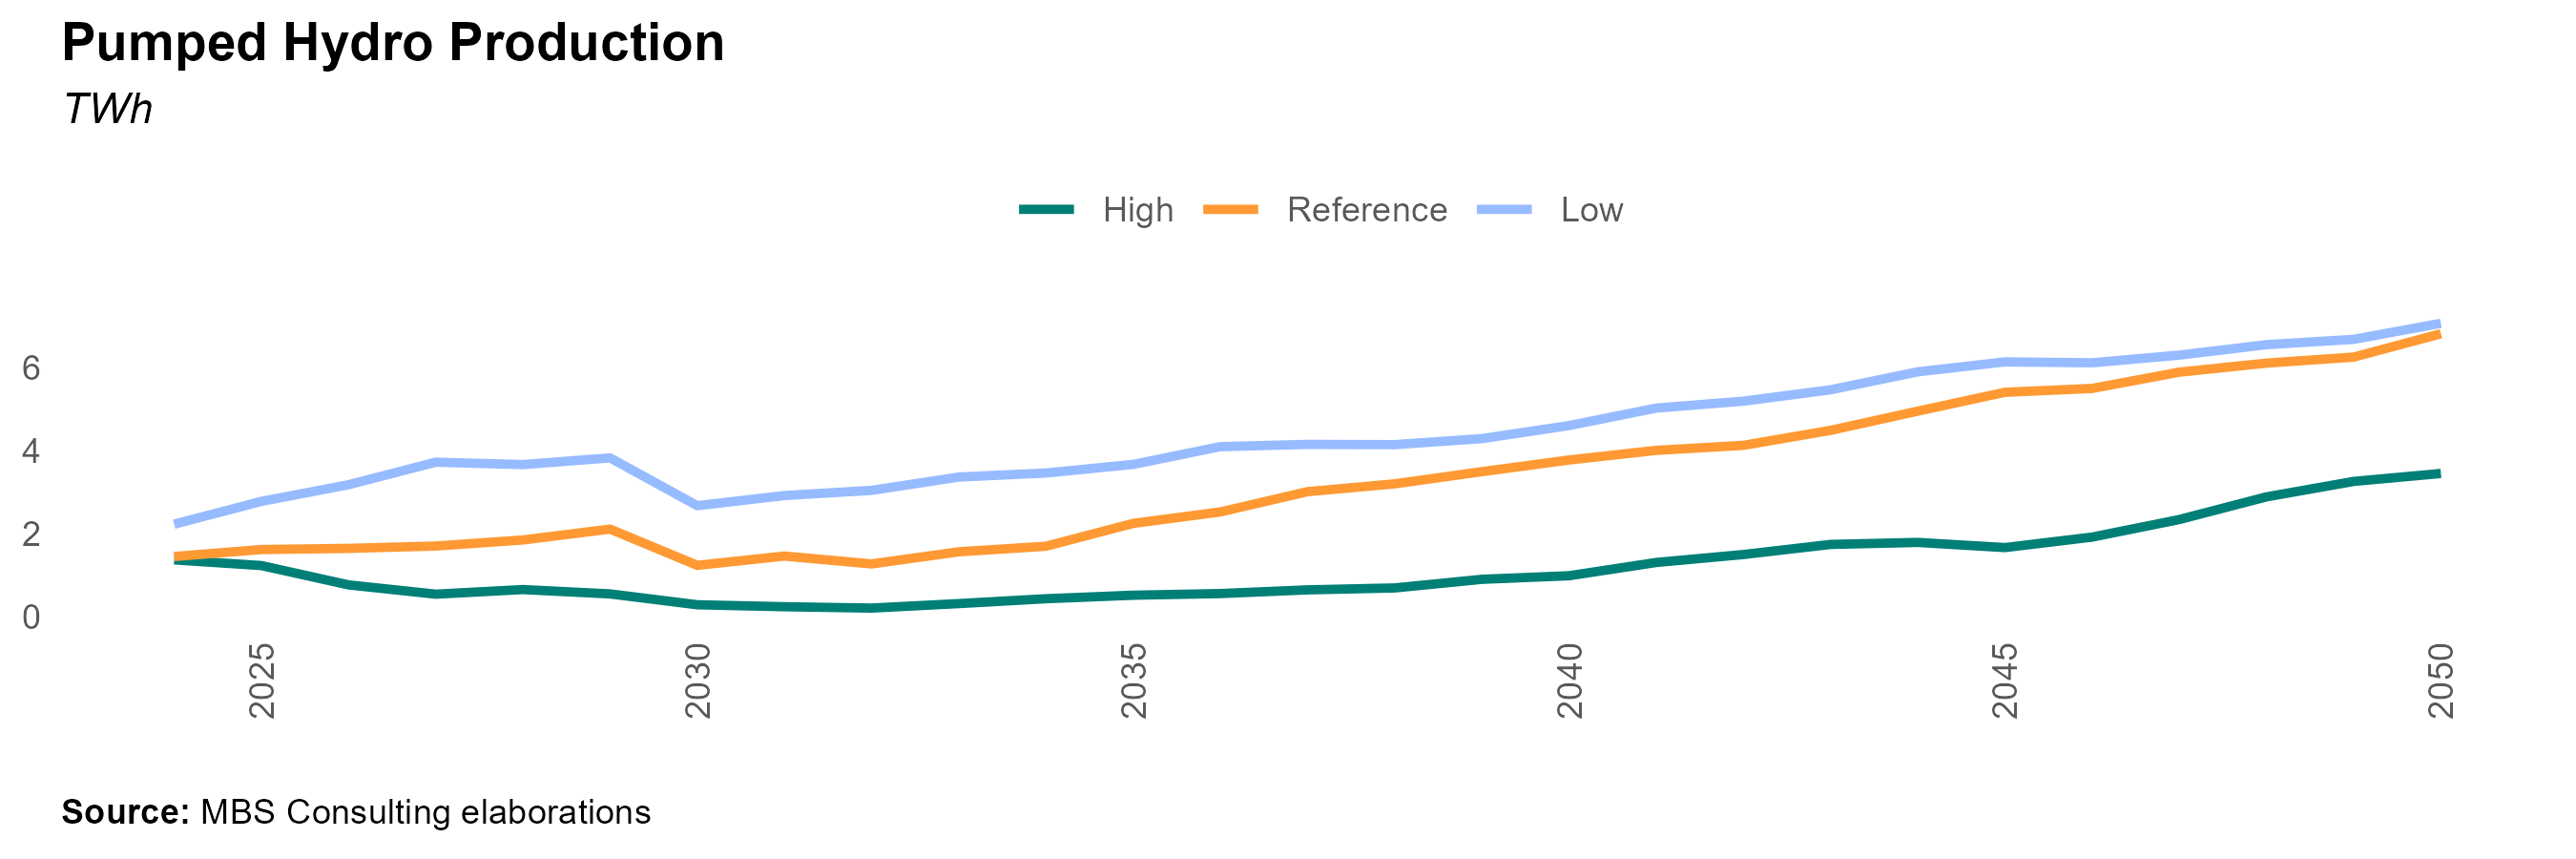 Pumped Hydro Production
TWh
High Reference Low
6
4
2
0
2025 2030 2035 2040 2045 2050
Source: MBS Consulting elaborations